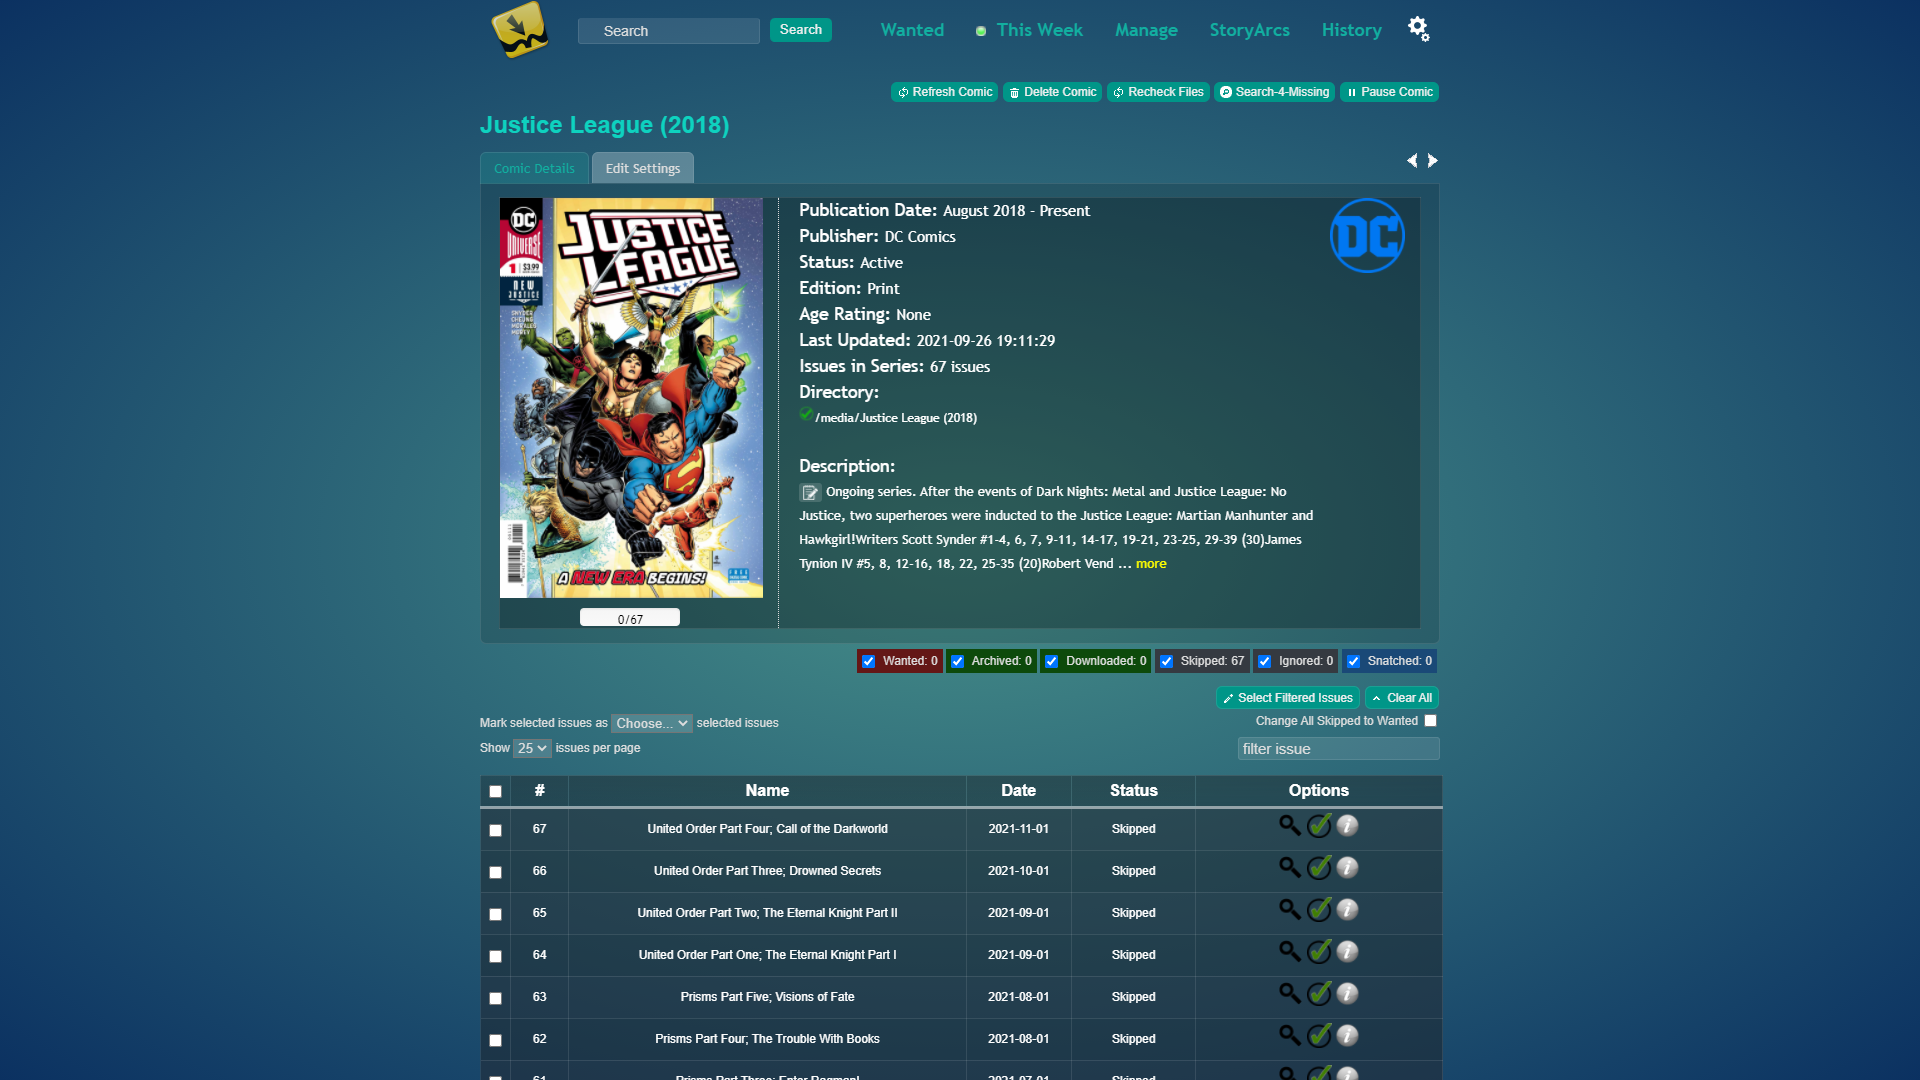 Search
Search
Wanted
This Week
Manage
StoryArcs
History
Refresh Comic
Delete Comic
Recheck Files
Search-4-Missing
Pause Comic
Justice League (2018)
Comic Details
Edit Settings
DC
UNIVERSE
1 $3.99
NEW
JUSTICE
SNYDER
CHEUNG
MORALES
MOREY
JUSTICE
LEAGUE
A NEW ERA BEGINS!
0/67
Publication Date: August 2018 - Present
Publisher: DC Comics
Status: Active
Edition: Print
Age Rating: None
Last Updated: 2021-09-26 19:11:29
Issues in Series: 67 issues
Directory:
/media/Justice League (2018)
Description:
Ongoing series. After the events of Dark Nights: Metal and Justice League: No
Justice, two superheroes were inducted to the Justice League: Martian Manhunter and
Hawkgirl!Writers Scott Synder #1-4, 6, 7, 9-11, 14-17, 19-21, 23-25, 29-39 (30)James
Tynion IV #5, 8, 12-16, 18, 22, 25-35 (20)Robert Vend ... more
DC
Wanted: 0
Archived: 0
Downloaded: 0
Skipped: 67
Ignored: 0
Snatched: 0
Select Filtered Issues
Clear All
Mark selected issues as Choose... selected issues
Change All Skipped to Wanted
Show 25 issues per page
filter issue
# Name Date Status Options
67 United Order Part Four; Call of the Darkworld 2021-11-01 Skipped
66 United Order Part Three; Drowned Secrets 2021-10-01 Skipped
65 United Order Part Two; The Eternal Knight Part II 2021-09-01 Skipped
64 United Order Part One; The Eternal Knight Part I 2021-09-01 Skipped
63 Prisms Part Five; Visions of Fate 2021-08-01 Skipped
62 Prisms Part Four; The Trouble With Books 2021-08-01 Skipped
61 Prisms Part Three; Enter Ragman! 2021-07-01 Skipped